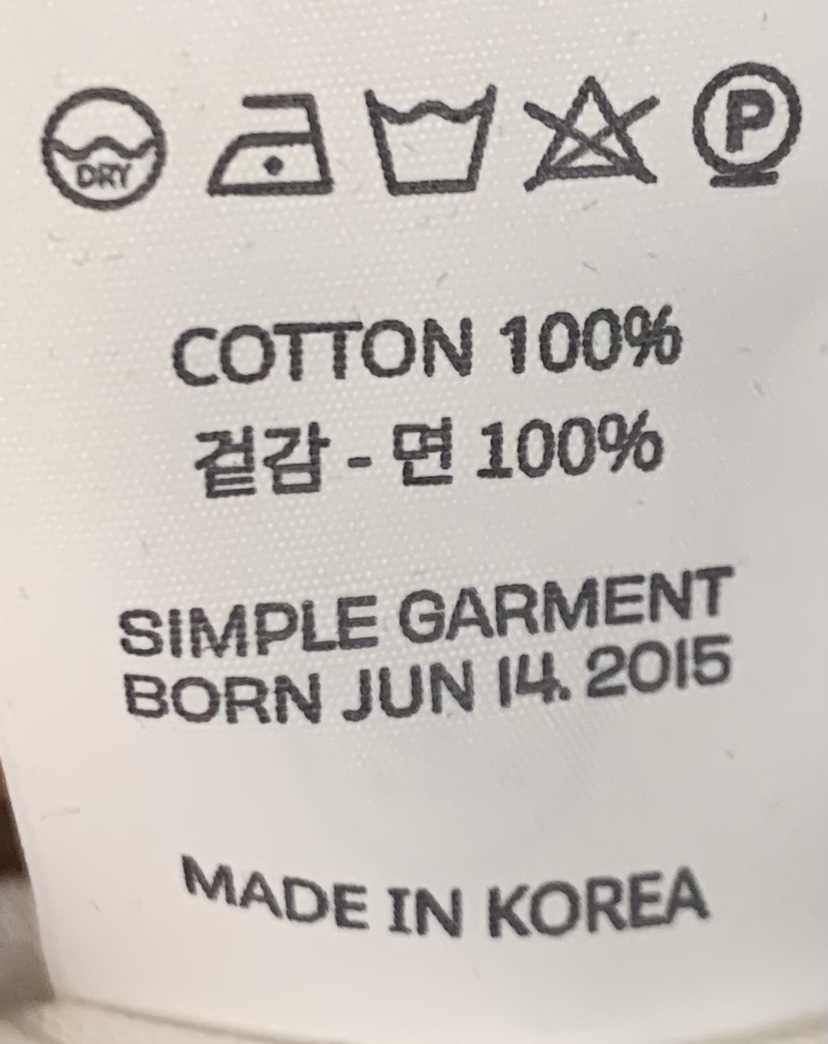 DRY
P
COTTON 100%
겉감 - 면 100%
SIMPLE GARMENT
BORN JUN 14. 2015
MADE IN KOREA